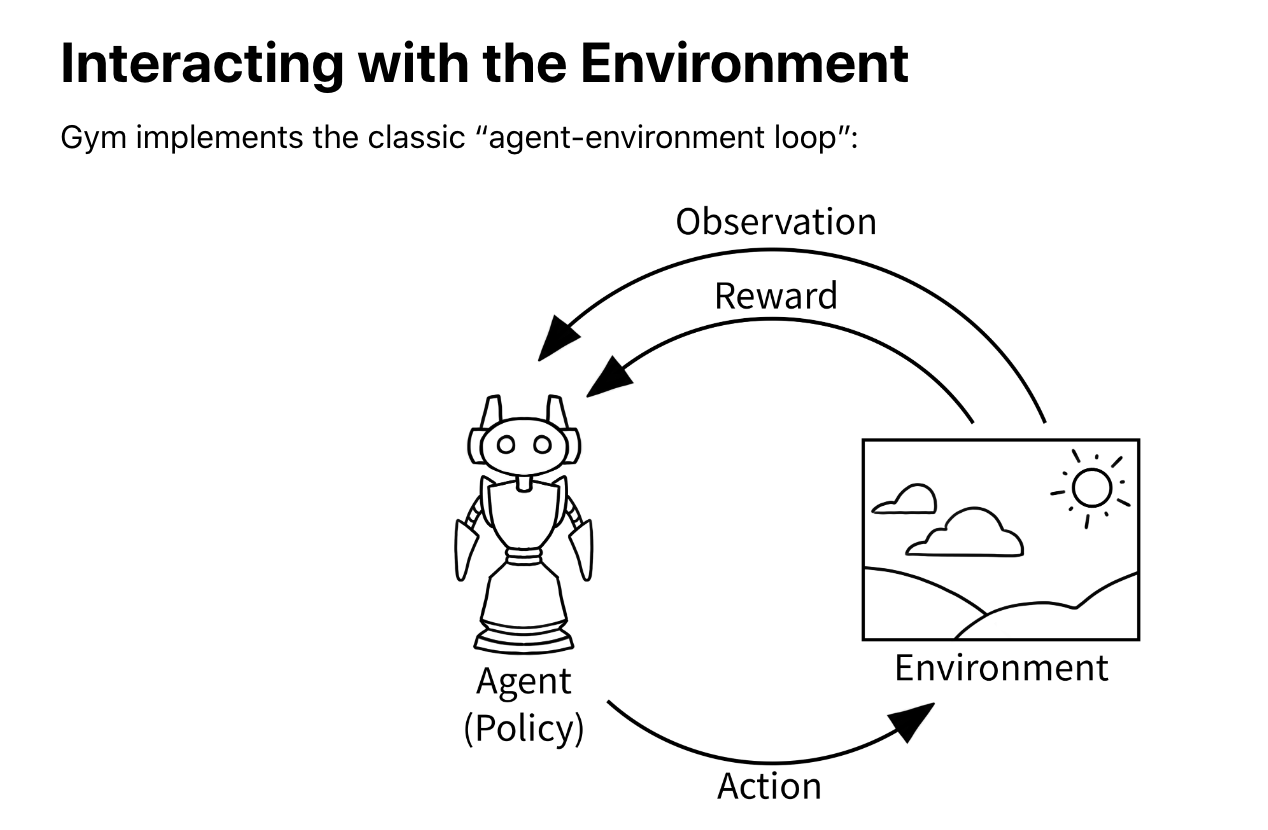 Interacting with the Environment
Gym implements the classic “agent-environment loop”:
Observation
Reward
Agent
(Policy)
Environment
Action